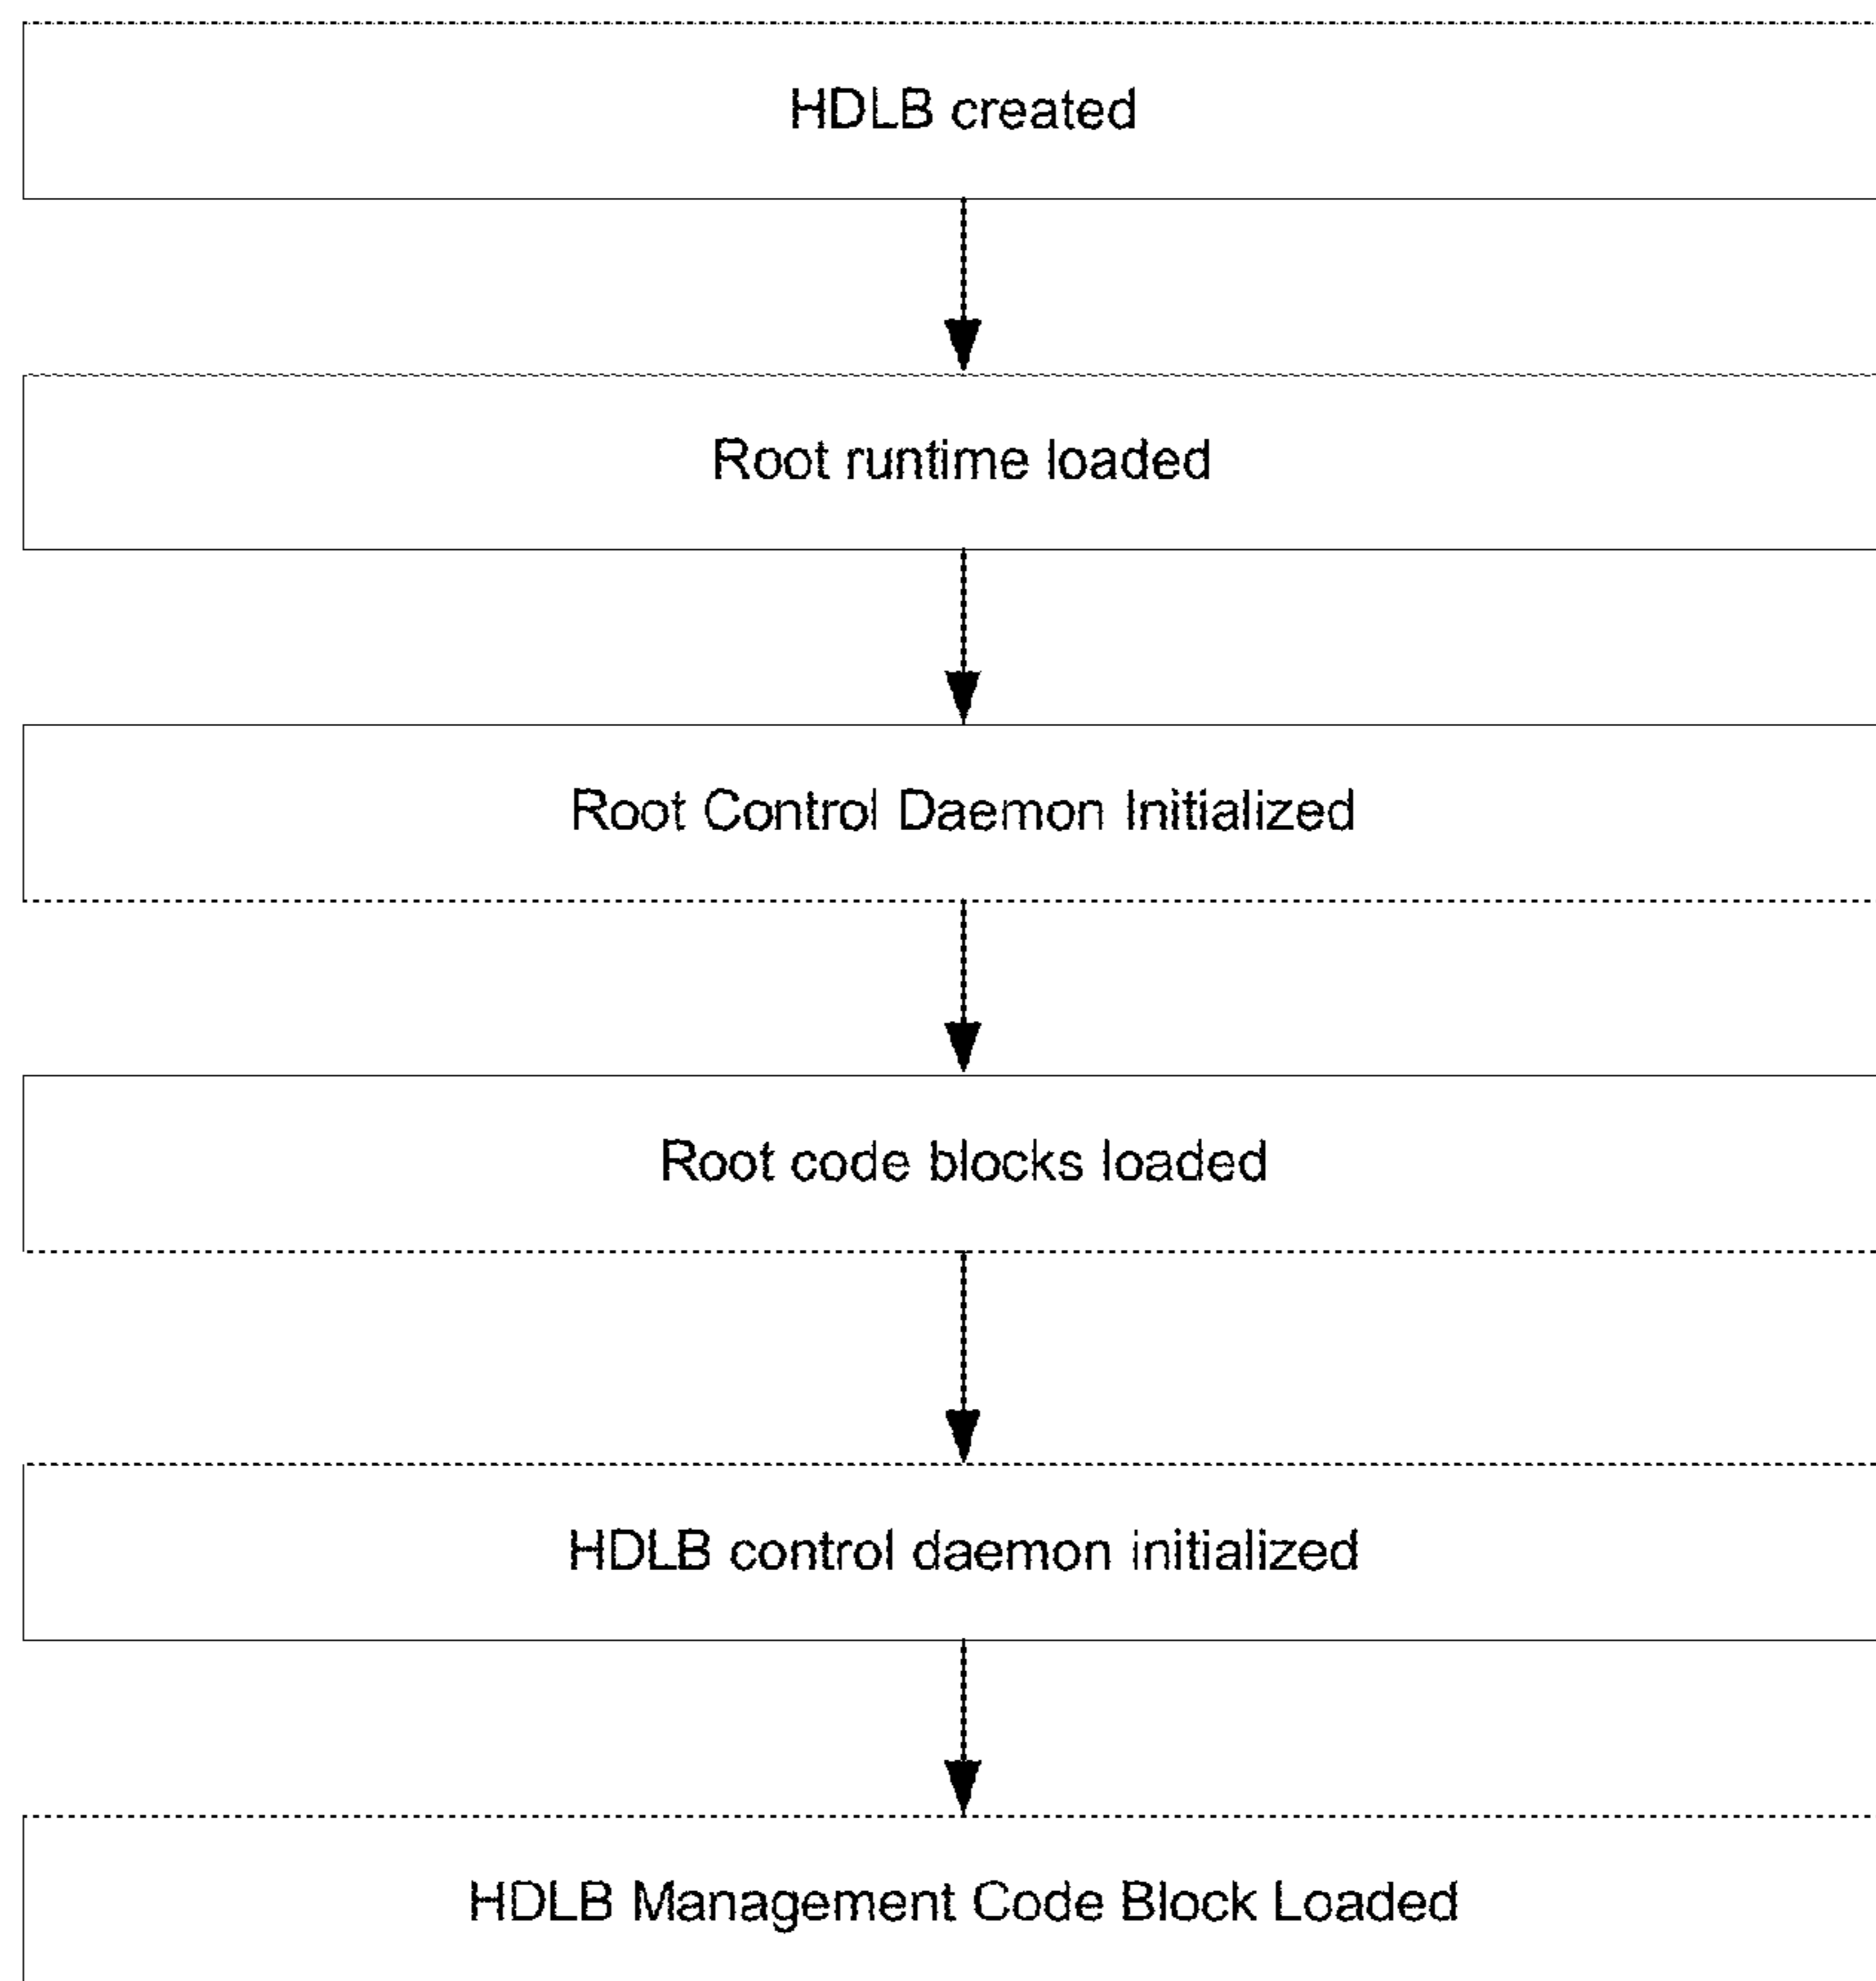 HDLB created
Root runtime loaded
Root Control Daemon Initialized
Root code blocks loaded
HDLB control daemon initialized
HDLB Management Code Block Loaded